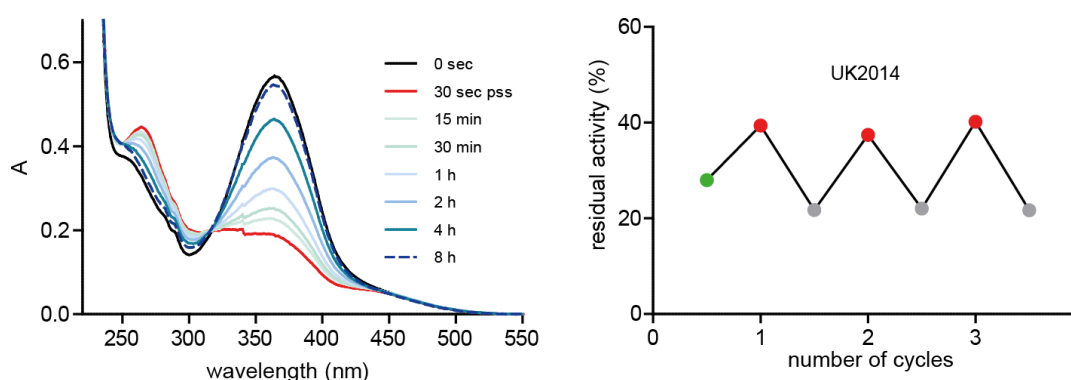 0.6
0.4
0.2
0.0
A
250
300
350
400
450
500
550
wavelength (nm)
0 sec
30 sec pss
15 min
30 min
1 h
2 h
4 h
8 h
60
40
20
0
residual activity (%)
UK2014
0
1
2
3
number of cycles